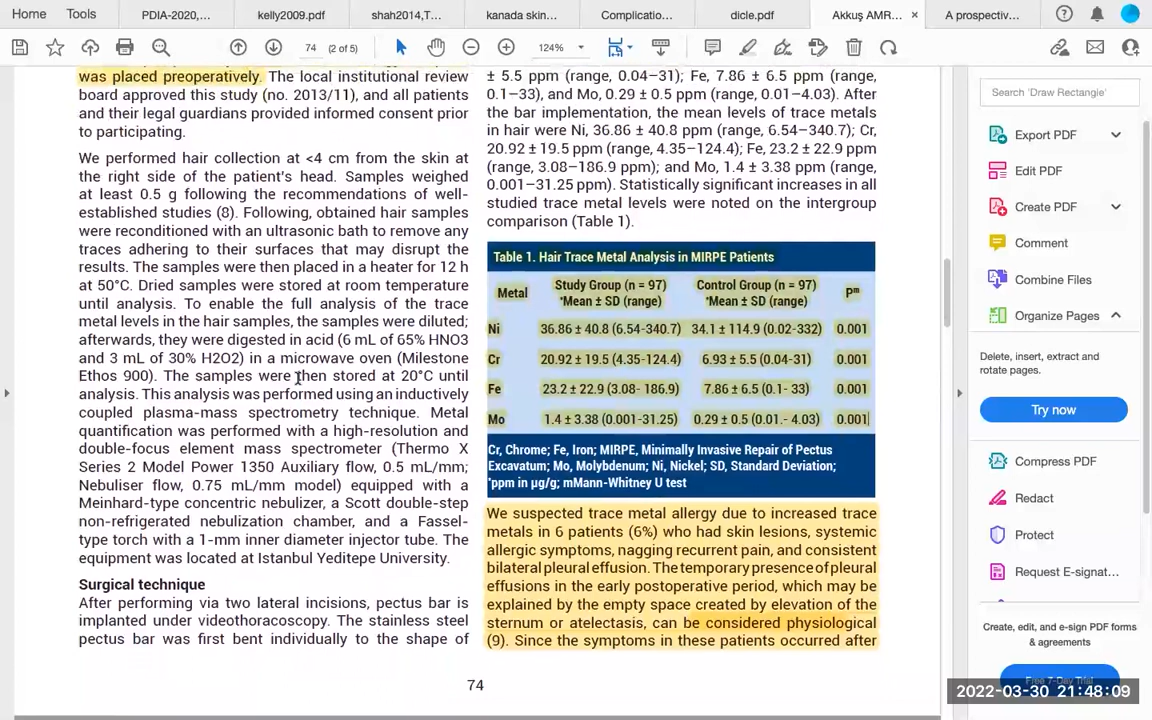 Home
Tools
PDIA-2020,...
kelly2009.pdf
shah2014,T...
kanada skin...
Complicatio...
dicle.pdf
Akkuş AMR...
×
A prospectiv...
74
(2 of 5)
124%
was placed preoperatively. The local institutional review
board approved this study (no. 2013/11), and all patients
and their legal guardians provided informed consent prior
to participating.
We performed hair collection at <4 cm from the skin at
the right side of the patient's head. Samples weighed
at least 0.5 g following the recommendations of well-
established studies (8). Following, obtained hair samples
were reconditioned with an ultrasonic bath to remove any
traces adhering to their surfaces that may disrupt the
results. The samples were then placed in a heater for 12 h
at 50°C. Dried samples were stored at room temperature
until analysis. To enable the full analysis of the trace
metal levels in the hair samples, the samples were diluted;
afterwards, they were digested in acid (6 mL of 65% HNO3
and 3 mL of 30% H2O2) in a microwave oven (Milestone
Ethos 900). The samples were then stored at 20°C until
analysis. This analysis was performed using an inductively
coupled plasma-mass spectrometry technique. Metal
quantification was performed with a high-resolution and
double-focus element mass spectrometer (Thermo X
Series 2 Model Power 1350 Auxiliary flow, 0.5 mL/mm;
Nebuliser flow, 0.75 mL/mm model) equipped with a
Meinhard-type concentric nebulizer, a Scott double-step
non-refrigerated nebulization chamber, and a Fassel-
type torch with a 1-mm inner diameter injector tube. The
equipment was located at Istanbul Yeditepe University.
Surgical technique
After performing via two lateral incisions, pectus bar is
implanted under videothoracoscopy. The stainless steel
pectus bar was first bent individually to the shape of
± 5.5 ppm (range, 0.04–31); Fe, 7.86 ± 6.5 ppm (range,
0.1–33), and Mo, 0.29 ± 0.5 ppm (range, 0.01–4.03). After
the bar implementation, the mean levels of trace metals
in hair were Ni, 36.86 ± 40.8 ppm (range, 6.54–340.7); Cr,
20.92 ± 19.5 ppm (range, 4.35–124.4); Fe, 23.2 ± 22.9 ppm
(range, 3.08–186.9 ppm); and Mo, 1.4 ± 3.38 ppm (range,
0.001–31.25 ppm). Statistically significant increases in all
studied trace metal levels were noted on the intergroup
comparison (Table 1).
Table 1. Hair Trace Metal Analysis in MIRPE Patients
Metal Study Group (n = 97) *Mean ± SD (range) Control Group (n = 97) *Mean ± SD (range) Pᵐ
Ni 36.86 ± 40.8 (6.54-340.7) 34.1 ± 114.9 (0.02-332) 0.001
Cr 20.92 ± 19.5 (4.35-124.4) 6.93 ± 5.5 (0.04-31) 0.001
Fe 23.2 ± 22.9 (3.08- 186.9) 7.86 ± 6.5 (0.1- 33) 0.001
Mo 1.4 ± 3.38 (0.001-31.25) 0.29 ± 0.5 (0.01.- 4.03) 0.001
Cr, Chrome; Fe, Iron; MIRPE, Minimally Invasive Repair of Pectus
Excavatum; Mo, Molybdenum; Ni, Nickel; SD, Standard Deviation;
*ppm in µg/g; mMann-Whitney U test
We suspected trace metal allergy due to increased trace
metals in 6 patients (6%) who had skin lesions, systemic
allergic symptoms, nagging recurrent pain, and consistent
bilateral pleural effusion. The temporary presence of pleural
effusions in the early postoperative period, which may be
explained by the empty space created by elevation of the
sternum or atelectasis, can be considered physiological
(9). Since the symptoms in these patients occurred after
74
Search 'Draw Rectangle'
Export PDF
Edit PDF
Create PDF
Comment
Combine Files
Organize Pages
Delete, insert, extract and
rotate pages.
Try now
Compress PDF
Redact
Protect
Request E-signat...
Create, edit, and e-sign PDF forms
& agreements
Free 7-Day Trial
2022-03-30 21:48:09